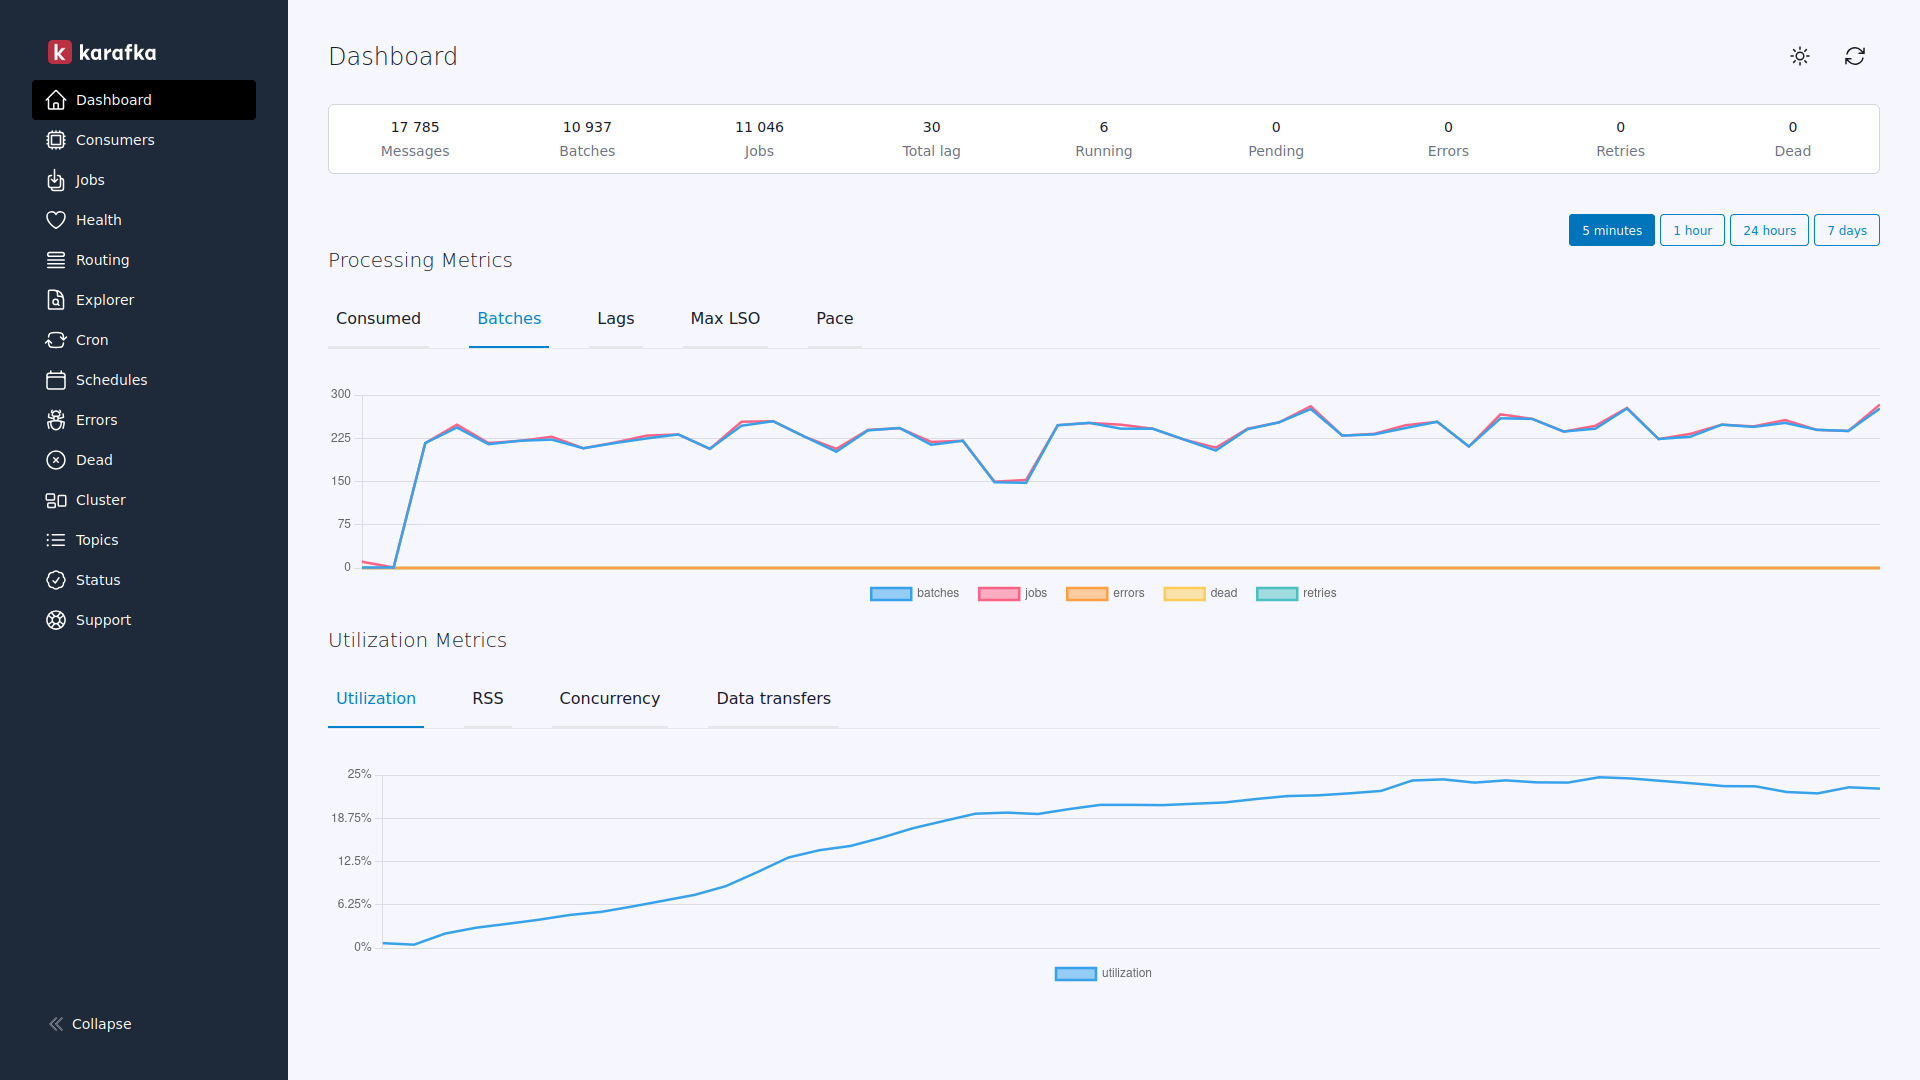 karafka
Dashboard
Consumers
Jobs
Health
Routing
Explorer
Cron
Schedules
Errors
Dead
Cluster
Topics
Status
Support
Collapse
Dashboard
17 785 10 937 11 046 30 6 0 0 0 0
Messages Batches Jobs Total lag Running Pending Errors Retries Dead
5 minutes 1 hour 24 hours 7 days
Processing Metrics
Consumed Batches Lags Max LSO Pace
300
225
150
75
0
batches jobs errors dead retries
Utilization Metrics
Utilization RSS Concurrency Data transfers
25%
18.75%
12.5%
6.25%
0%
utilization